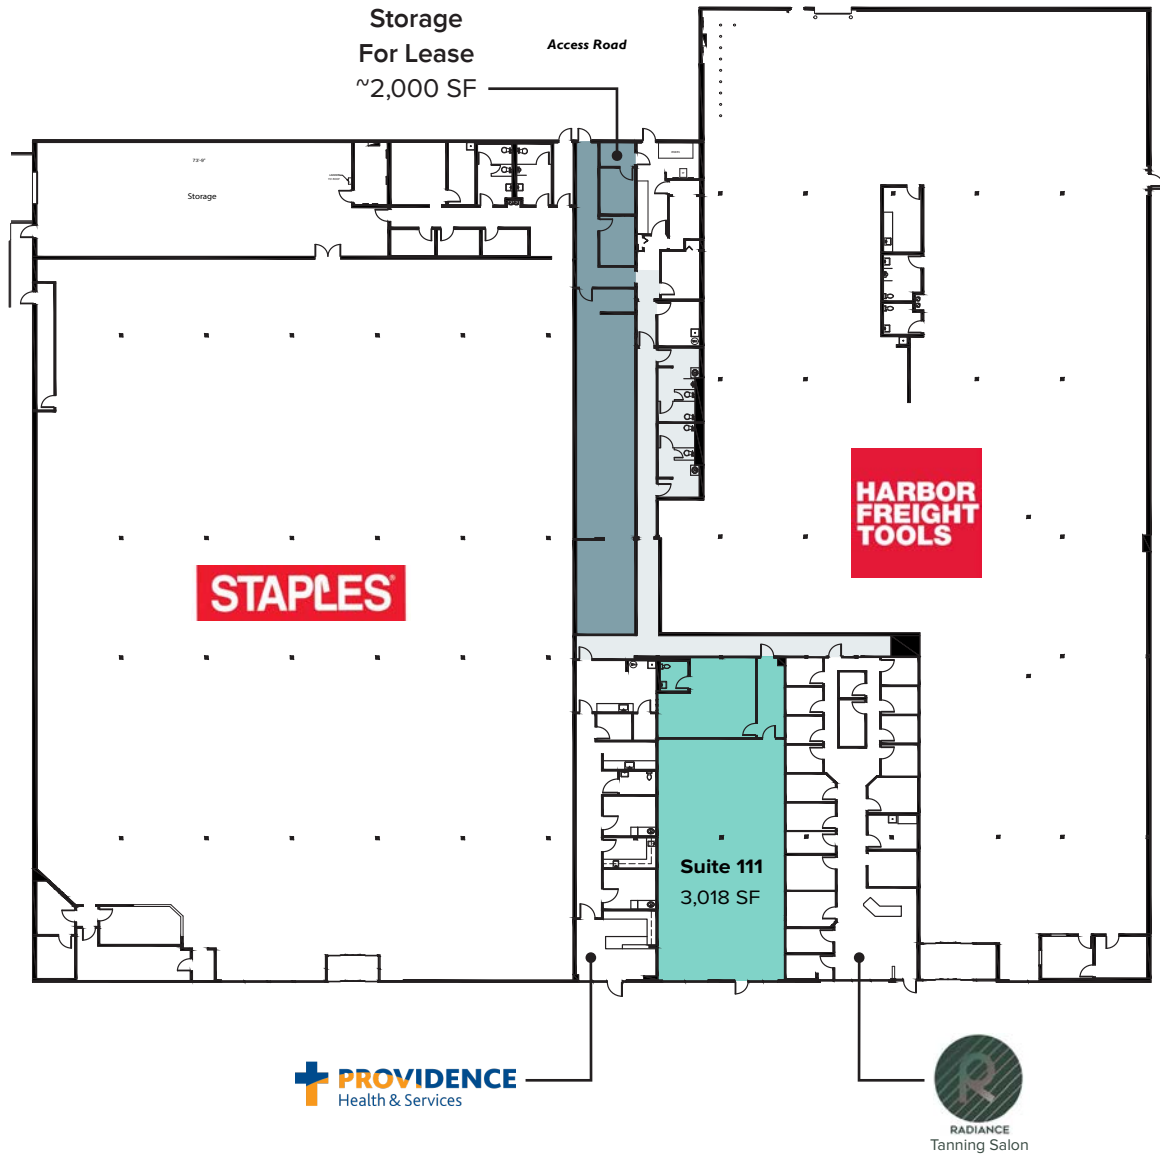 Storage
For Lease
~2,000 SF
Access Road
Storage
STAPLES
HARBOR
FREIGHT
TOOLS
Suite 111
3,018 SF
PROVIDENCE
Health & Services
R
RADIANCE
Tanning Salon